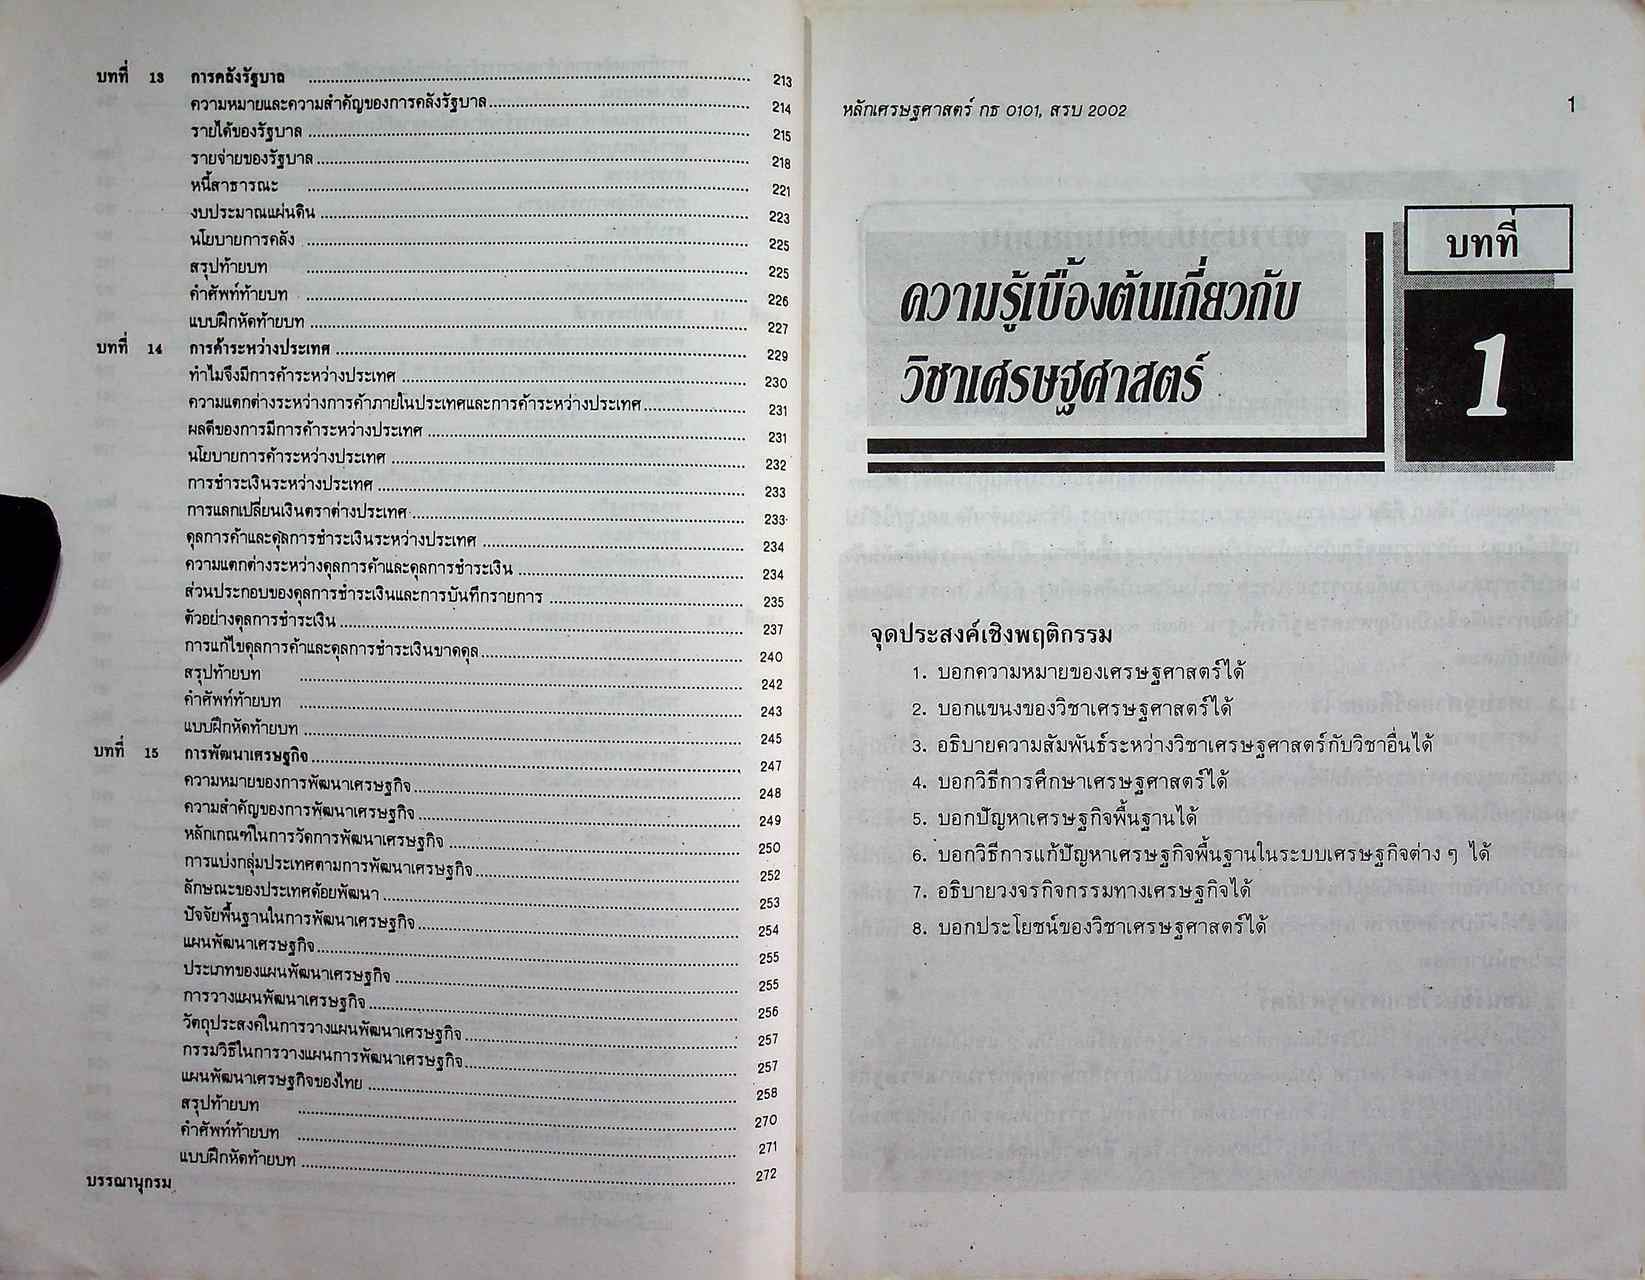 บทที่ 13 การคลังรัฐบาล 213
ความหมายและความสำคัญของการคลังรัฐบาล 214
รายได้ของรัฐบาล 215
รายจ่ายของรัฐบาล 218
หนี้สาธารณะ 221
งบประมาณแผ่นดิน 223
นโยบายการคลัง 225
สรุปท้ายบท 225
คำศัพท์ท้ายบท 226
แบบฝึกหัดท้ายบท 227
บทที่ 14 การค้าระหว่างประเทศ 229
ทำไมจึงมีการค้าระหว่างประเทศ 230
ความแตกต่างระหว่างการค้าภายในประเทศและการค้าระหว่างประเทศ 231
ผลดีของการมีการค้าระหว่างประเทศ 231
นโยบายการค้าระหว่างประเทศ 232
การชำระเงินระหว่างประเทศ 233
การแลกเปลี่ยนเงินตราต่างประเทศ 233
ดุลการค้าและดุลการชำระเงินระหว่างประเทศ 234
ความแตกต่างระหว่างดุลการค้าและดุลการชำระเงิน 234
ส่วนประกอบของดุลการชำระเงินและการบันทึกรายการ 235
ตัวอย่างดุลการชำระเงิน 237
การแก้ไขดุลการค้าและดุลการชำระเงินขาดดุล 240
สรุปท้ายบท 242
คำศัพท์ท้ายบท 243
แบบฝึกหัดท้ายบท 245
บทที่ 15 การพัฒนาเศรษฐกิจ 247
ความหมายของการพัฒนาเศรษฐกิจ 248
ความสำคัญของการพัฒนาเศรษฐกิจ 249
หลักเกณฑ์ในการวัดการพัฒนาเศรษฐกิจ 250
การแบ่งกลุ่มประเทศตามการพัฒนาเศรษฐกิจ 252
ลักษณะของประเทศด้อยพัฒนา 253
ปัจจัยพื้นฐานในการพัฒนาเศรษฐกิจ 254
แผนพัฒนาเศรษฐกิจ 255
ประเภทของแผนพัฒนาเศรษฐกิจ 255
การวางแผนพัฒนาเศรษฐกิจ 256
วัตถุประสงค์ในการวางแผนพัฒนาเศรษฐกิจ 257
กรรมวิธีในการวางแผนการพัฒนาเศรษฐกิจ 257
แผนพัฒนาเศรษฐกิจของไทย 258
สรุปท้ายบท 270
คำศัพท์ท้ายบท 271
แบบฝึกหัดท้ายบท 272
บรรณานุกรม
หลักเศรษฐศาสตร์ กธ 0101, สรบ 2002 1
บทที่
1
ความรู้เบื้องต้นเกี่ยวกับ
วิชาเศรษฐศาสตร์
จุดประสงค์เชิงพฤติกรรม
1. บอกความหมายของเศรษฐศาสตร์ได้
2. บอกแขนงของวิชาเศรษฐศาสตร์ได้
3. อธิบายความสัมพันธ์ระหว่างวิชาเศรษฐศาสตร์กับวิชาอื่นได้
4. บอกวิธีการศึกษาเศรษฐศาสตร์ได้
5. บอกปัญหาเศรษฐกิจพื้นฐานได้
6. บอกวิธีการแก้ปัญหาเศรษฐกิจพื้นฐานในระบบเศรษฐกิจต่าง ๆ ได้
7. อธิบายวงจรกิจกรรมทางเศรษฐกิจได้
8. บอกประโยชน์ของวิชาเศรษฐศาสตร์ได้